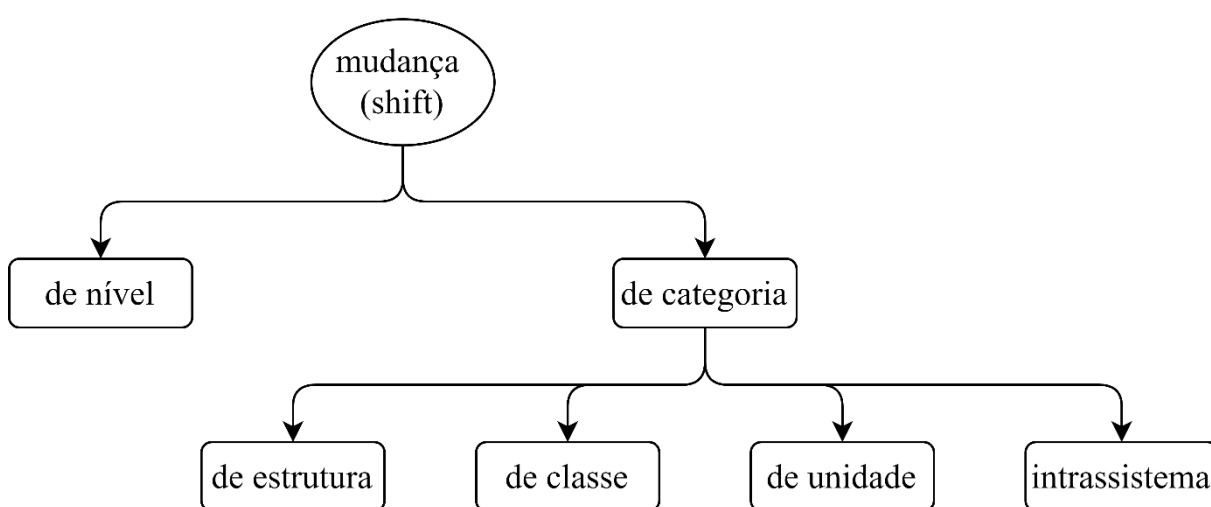 mudança
(shift)
de nível
de categoria
de estrutura
de classe
de unidade
intrassistema